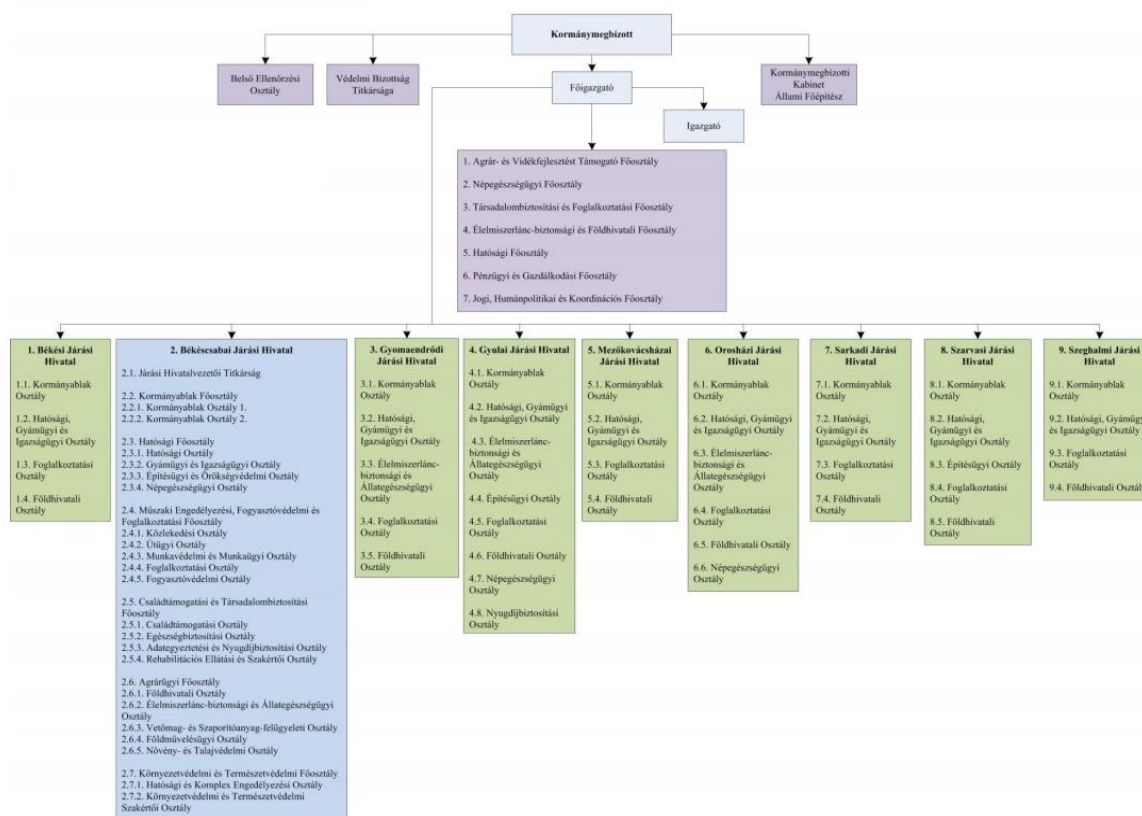 Kormánymegbízott
Belső Ellenőrzési
Osztály
Védelmi Bizottság
Titkársága
Kormánymegbízotti
Kabinet
Állami Főépítész
Főigazgató
Igazgató
1. Agrár- és Vidékfejlesztést Támogató Főosztály
2. Népegészségügyi Főosztály
3. Társadalombiztosítási és Foglalkoztatási Főosztály
4. Élelmiszerlánc-biztonsági és Földhivatali Főosztály
5. Hatósági Főosztály
6. Pénzügyi és Gazdálkodási Főosztály
7. Jogi, Humánpolitikai és Koordinációs Főosztály
1. Békési Járási
Hivatal
1.1. Kormányablak
Osztály
1.2. Hatósági,
Gyámügyi és
Igazságügyi Osztály
1.3. Foglalkoztatási
Osztály
1.4. Földhivatali
Osztály
2. Békéscsabai Járási Hivatal
2.1. Járási Hivatalvezetői Titkárság
2.2. Kormányablak Főosztály
2.2.1. Kormányablak Osztály 1.
2.2.2. Kormányablak Osztály 2.
2.3. Hatósági Főosztály
2.3.1. Hatósági Osztály
2.3.2. Gyámügyi és Igazságügyi Osztály
2.3.3. Építésügyi és Örökségvédelmi Osztály
2.3.4. Népegészségügyi Osztály
2.4. Műszaki Engedélyezési, Fogyasztóvédelmi és
Foglalkoztatási Főosztály
2.4.1. Közlekedési Osztály
2.4.2. Útügyi Osztály
2.4.3. Munkavédelmi és Munkaügyi Osztály
2.4.4. Foglalkoztatási Osztály
2.4.5. Fogyasztóvédelmi Osztály
2.5. Családtámogatási és Társadalombiztosítási
Főosztály
2.5.1. Családtámogatási Osztály
2.5.2. Egészségbiztosítási Osztály
2.5.3. Adategyeztetési és Nyugdíjbiztosítási Osztály
2.5.4. Rehabilitációs Ellátási és Szakértői Osztály
2.6. Agrárügyi Főosztály
2.6.1. Földhivatali Osztály
2.6.2. Élelmiszerlánc-biztonsági és Állategészségügyi
Osztály
2.6.3. Vetőmag- és Szaporítóanyag-felügyeleti Osztály
2.6.4. Földművelésügyi Osztály
2.6.5. Növény- és Talajvédelmi Osztály
2.7. Környezetvédelmi és Természetvédelmi Főosztály
2.7.1. Hatósági és Komplex Engedélyezési Osztály
2.7.2. Környezetvédelmi és Természetvédelmi
Szakértői Osztály
3. Gyomaendrődi
Járási Hivatal
3.1. Kormányablak
Osztály
3.2. Hatósági,
Gyámügyi és
Igazságügyi Osztály
3.3. Élelmiszerlánc-
biztonsági és
Állategészségügyi
Osztály
3.4. Foglalkoztatási
Osztály
3.5. Földhivatali
Osztály
4. Gyulai Járási Hivatal
4.1. Kormányablak
Osztály
4.2. Hatósági, Gyámügyi
és Igazságügyi Osztály
4.3. Élelmiszerlánc-
biztonsági és
Állategészségügyi
Osztály
4.4. Építésügyi Osztály
4.5. Foglalkoztatási
Osztály
4.6. Földhivatali Osztály
4.7. Népegészségügyi
Osztály
4.8. Nyugdíjbiztosítási
Osztály
5. Mezőkovácsházai
Járási Hivatal
5.1. Kormányablak
Osztály
5.2. Hatósági,
Gyámügyi és
Igazságügyi Osztály
5.3. Foglalkoztatási
Osztály
5.4. Földhivatali
Osztály
6. Orosházi Járási
Hivatal
6.1. Kormányablak
Osztály
6.2. Hatósági, Gyámügyi
és Igazságügyi Osztály
6.3. Élelmiszerlánc-
biztonsági és
Állategészségügyi
Osztály
6.4. Foglalkoztatási
Osztály
6.5. Földhivatali Osztály
6.6. Népegészségügyi
Osztály
7. Sarkadi Járási
Hivatal
7.1. Kormányablak
Osztály
7.2. Hatósági,
Gyámügyi és
Igazságügyi Osztály
7.3. Foglalkoztatási
Osztály
7.4. Földhivatali
Osztály
8. Szarvasi Járási
Hivatal
8.1. Kormányablak
Osztály
8.2. Hatósági,
Gyámügyi és
Igazságügyi Osztály
8.3. Építésügyi Osztály
8.4. Foglalkoztatási
Osztály
8.5. Földhivatali
Osztály
9. Szeghalmi Járási
Hivatal
9.1. Kormányablak
Osztály
9.2. Hatósági, Gyámügyi
és Igazságügyi Osztály
9.3. Foglalkoztatási
Osztály
9.4. Földhivatali Osztály